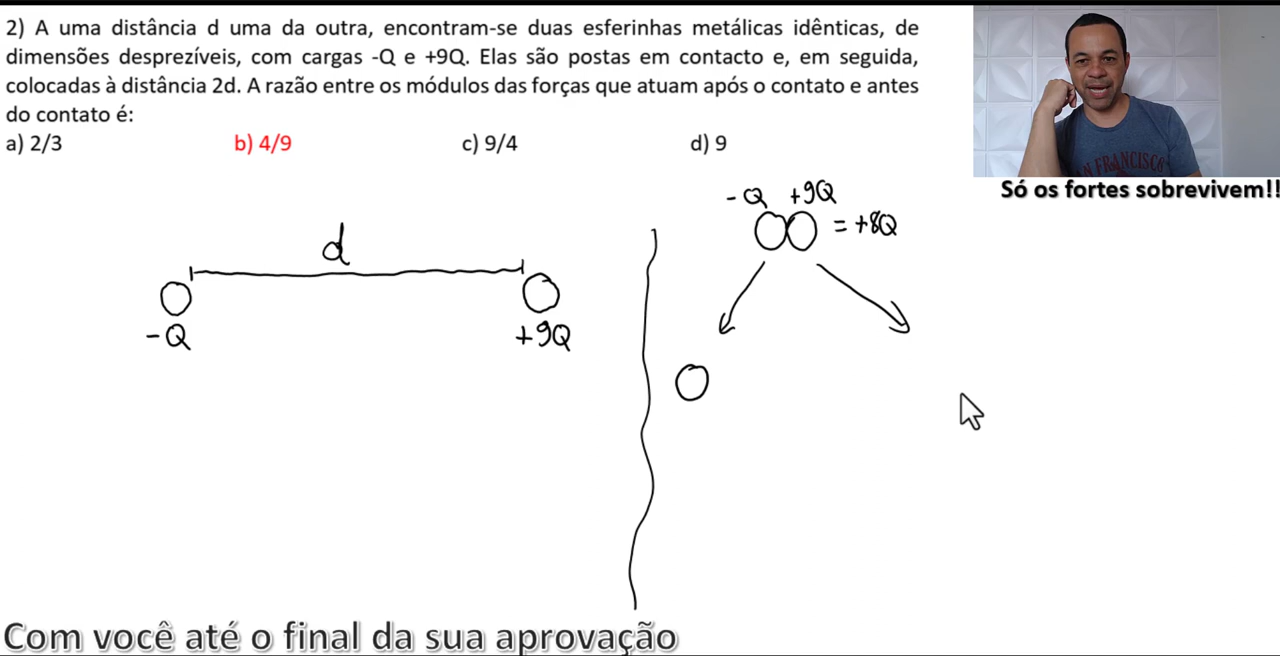 2) A uma distância d uma da outra, encontram-se duas esferinhas metálicas idênticas, de
dimensões desprezíveis, com cargas -Q e +9Q. Elas são postas em contacto e, em seguida,
colocadas à distância 2d. A razão entre os módulos das forças que atuam após o contato e antes
do contato é:
a) 2/3 b) 4/9 c) 9/4 d) 9
AN FRANCISCO
Só os fortes sobrevivem!!
-Q +9Q
= +8Q
d
-Q +9Q
Com você até o final da sua aprovação